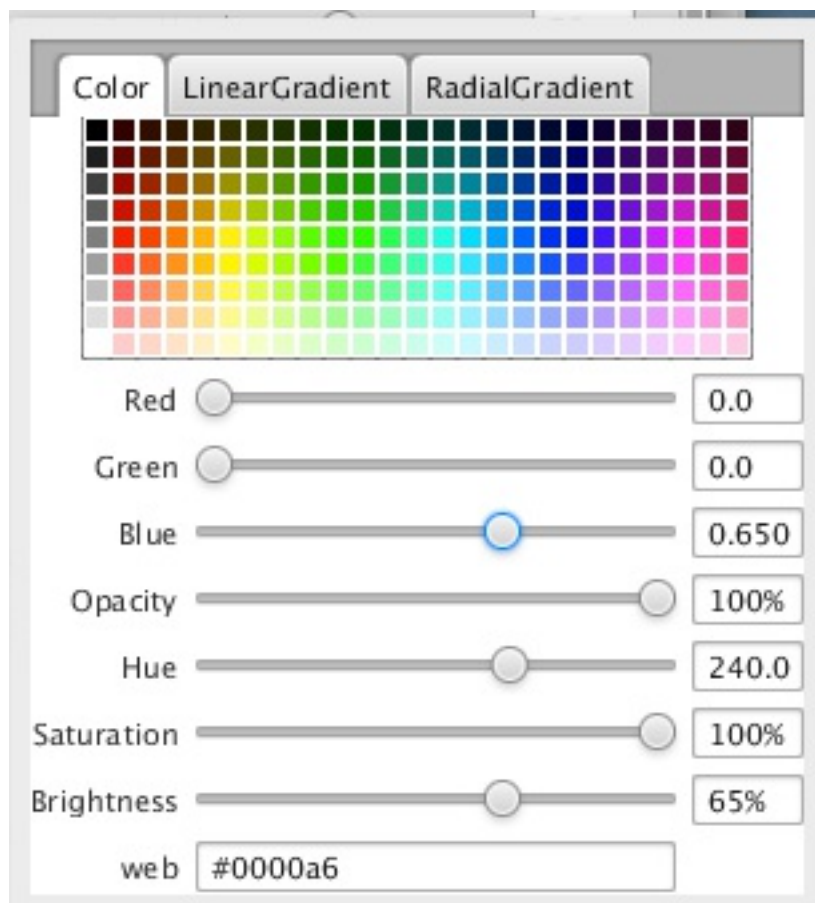 Color LinearGradient RadialGradient
Red 0.0
Green 0.0
Blue 0.650
Opacity 100%
Hue 240.0
Saturation 100%
Brightness 65%
web #0000a6